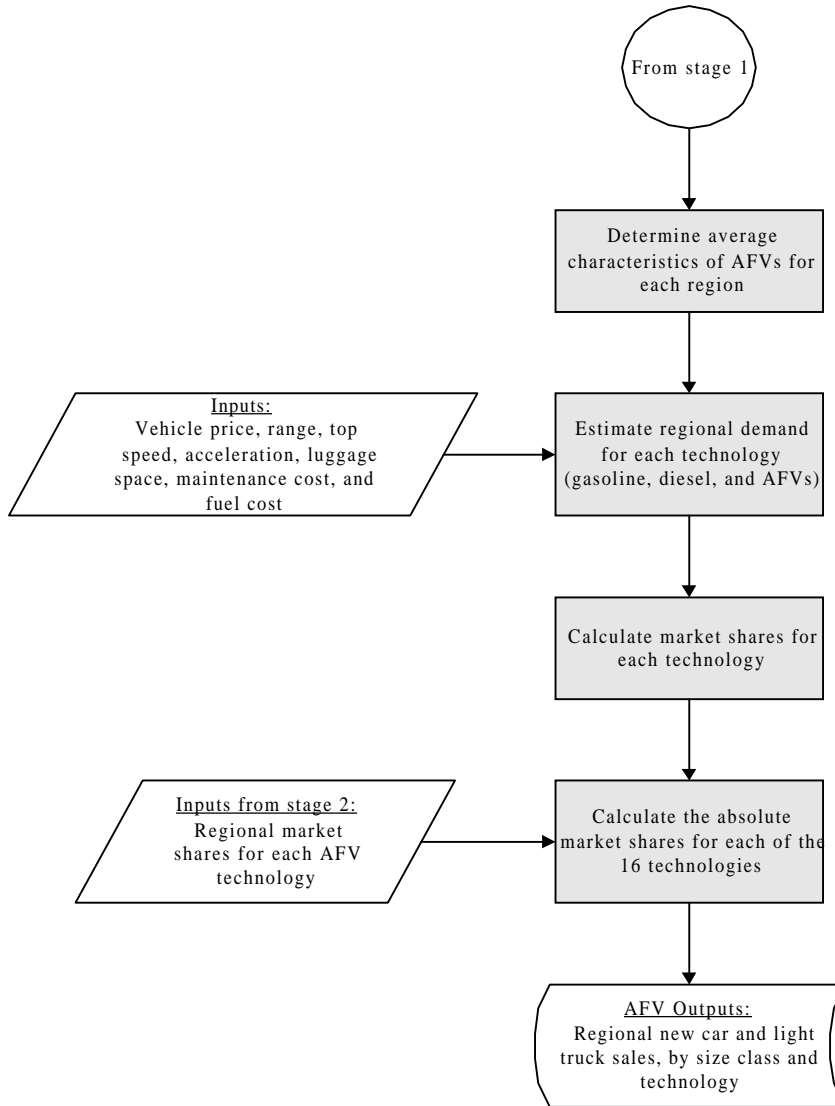 From stage 1
Determine average
characteristics of AFVs for
each region
Inputs:
Vehicle price, range, top
speed, acceleration, luggage
space, maintenance cost, and
fuel cost
Estimate regional demand
for each technology
(gasoline, diesel, and AFVs)
Calculate market shares for
each technology
Inputs from stage 2:
Regional market
shares for each AFV
technology
Calculate the absolute
market shares for each of the
16 technologies
AFV Outputs:
Regional new car and light
truck sales, by size class and
technology